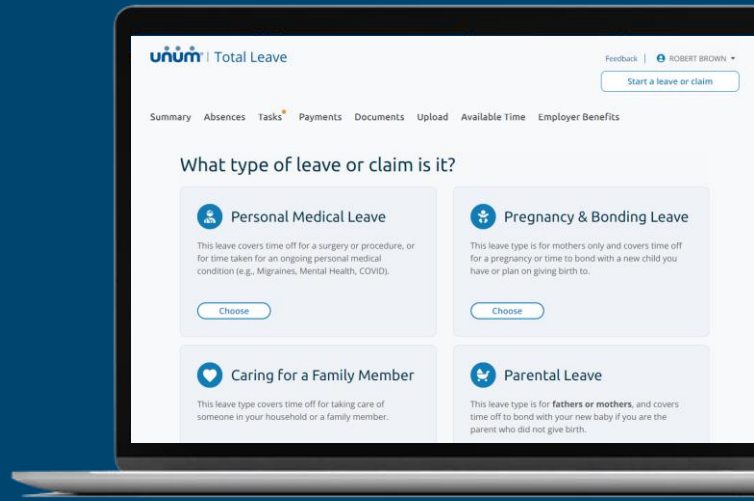 unum | Total Leave
Feedback | ROBERT BROWN
Start a leave or claim
Summary Absences Tasks Payments Documents Upload Available Time Employer Benefits
What type of leave or claim is it?
Personal Medical Leave
This leave covers time off for a surgery or procedure, or
for time taken for an ongoing personal medical
condition (e.g., Migraines, Mental Health, COVID).
Choose
Pregnancy & Bonding Leave
This leave type is for mothers only and covers time off
for a pregnancy or time to bond with a new child you
have or plan on giving birth to.
Choose
Caring for a Family Member
This leave type covers time off for taking care of
someone in your household or a family member.
Parental Leave
This leave type is for fathers or mothers, and covers
time off to bond with your new baby if you are the
parent who did not give birth.